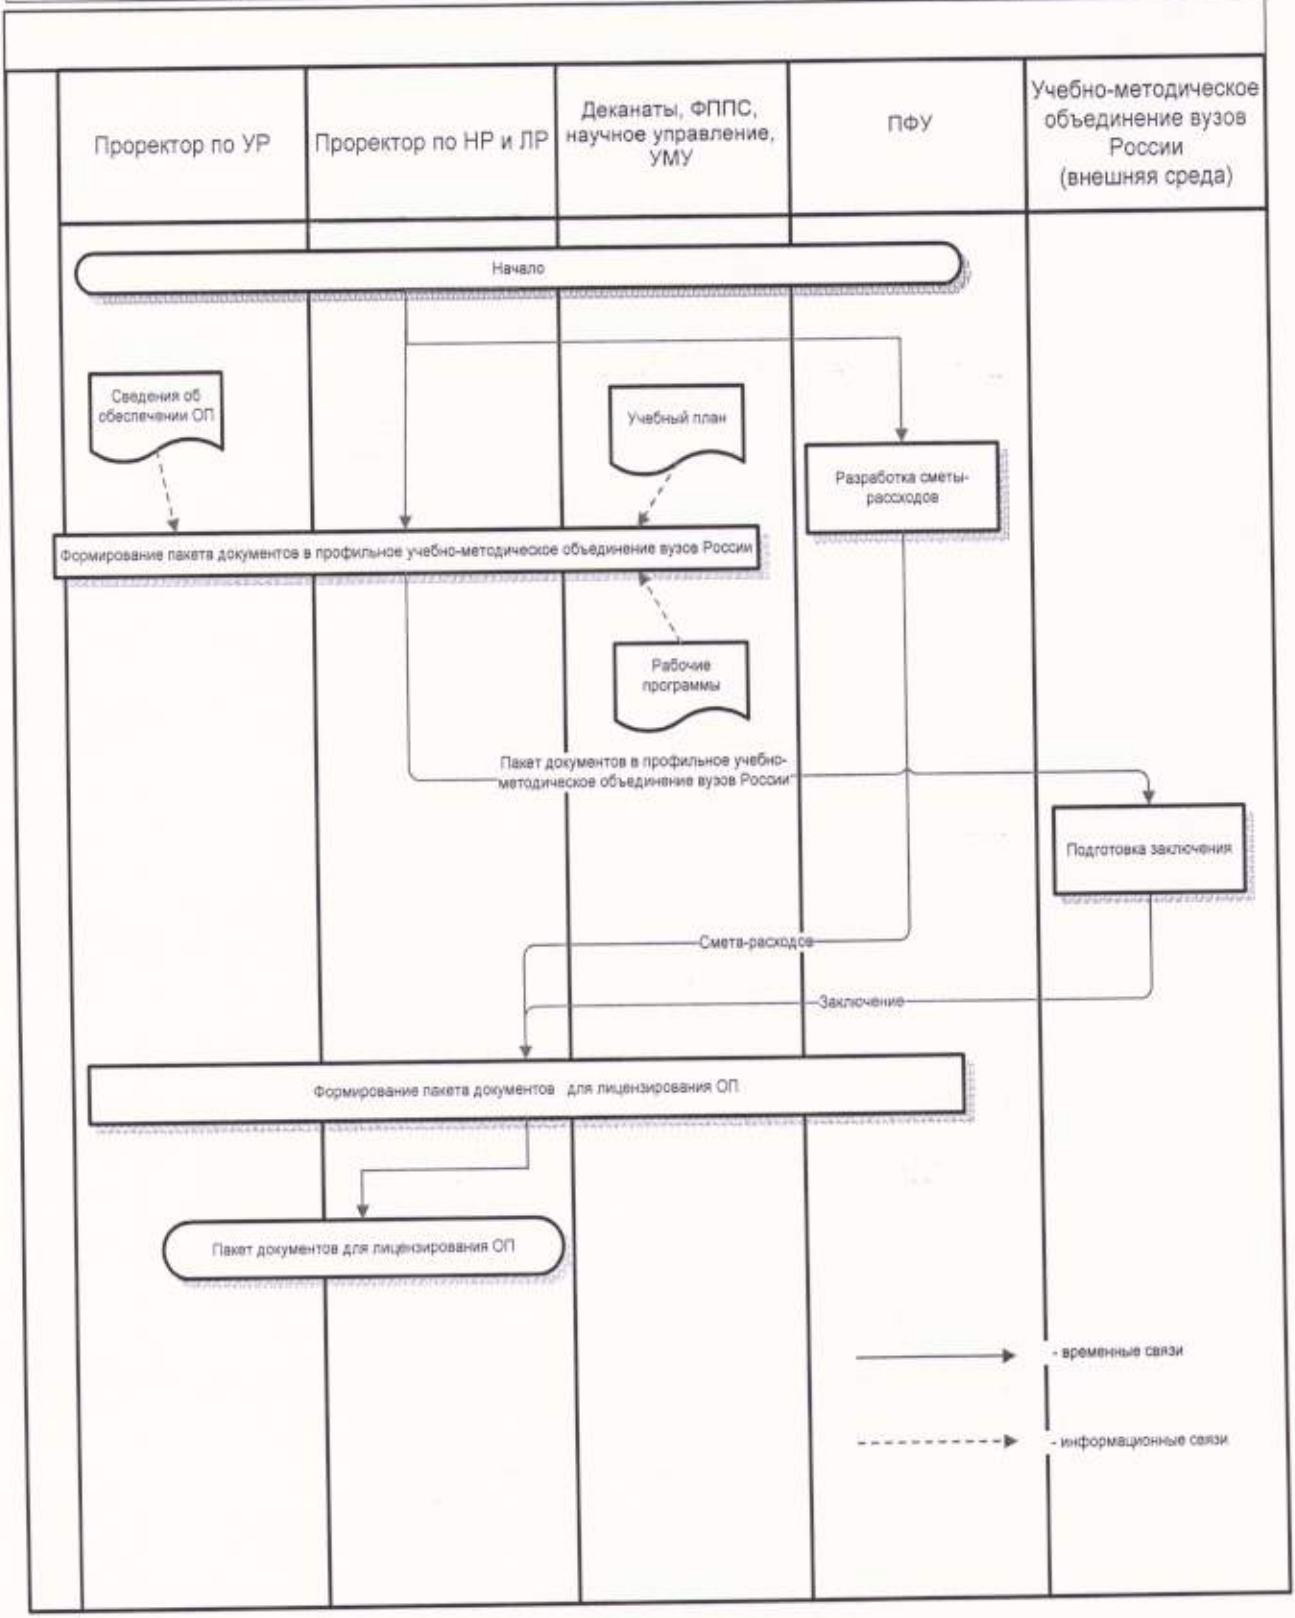 Проректор по УР
Проректор по НР и ЛР
Деканаты, ФППС,
научное управление,
УМУ
ПФУ
Учебно-методическое
объединение вузов
России
(внешняя среда)
Начало
Сведения об
обеспечении ОП
Учебный план
Разработка сметы-
рассходов
Формирование пакета документов в профильное учебно-методическое объединение вузов России
Рабочие
программы
Пакет документов в профильное учебно-
методическое объединение вузов России
Подготовка заключения
Смета-расходов
Заключение
Формирование пакета документов для лицензирования ОП
Пакет документов для лицензирования ОП
- временные связи
- информационные связи